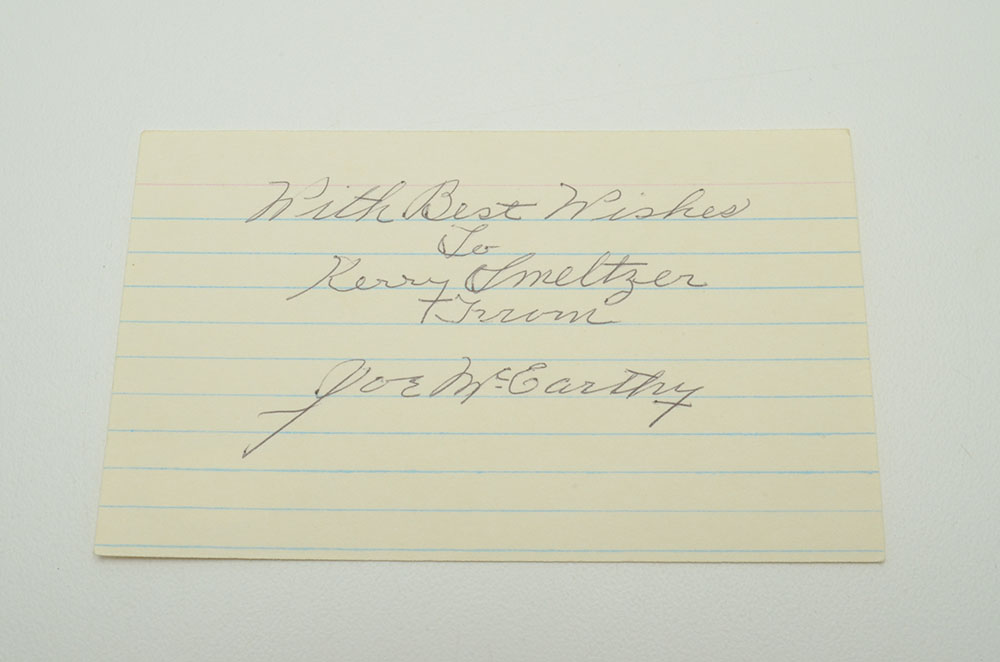 With Best Wishes
To
Kerry Smeltzer
From
Joe McCarthy